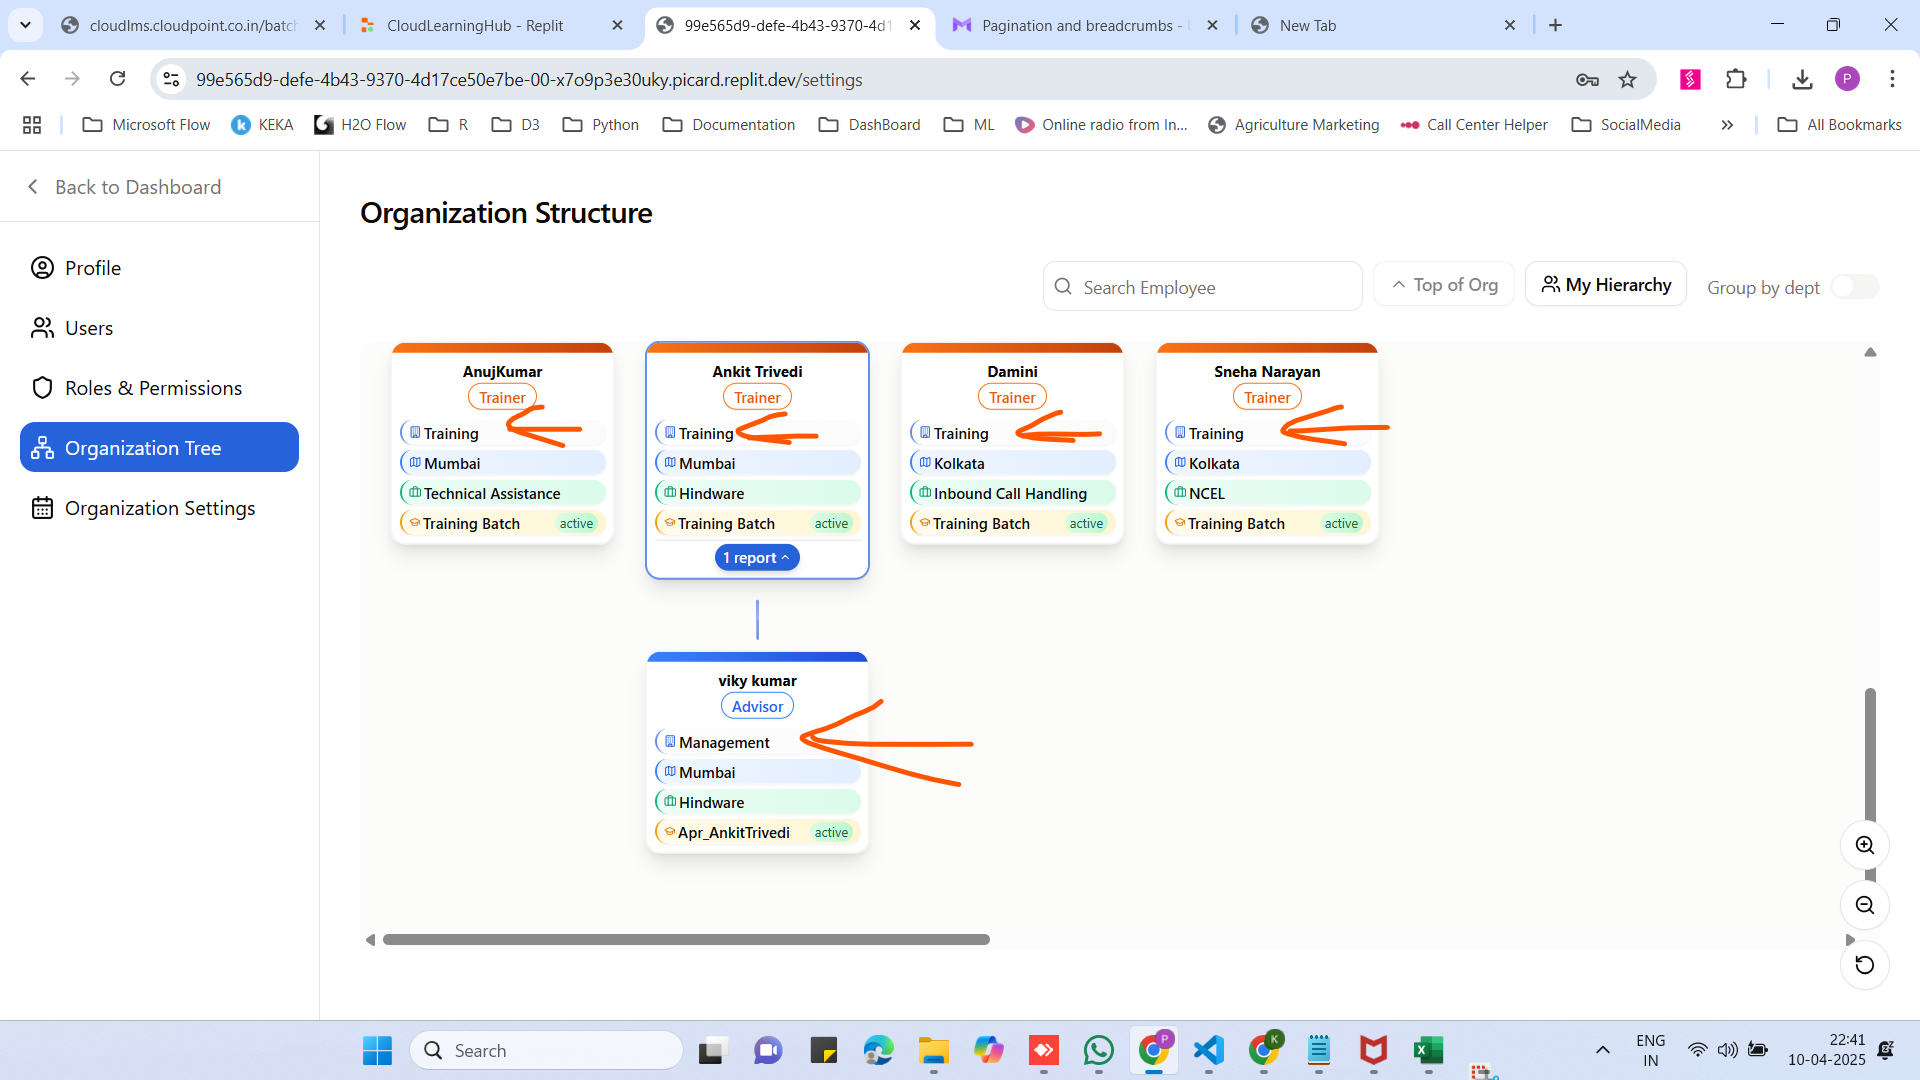 cloudlms.cloudpoint.co.in/batch
CloudLearningHub - Replit
99e565d9-defe-4b43-9370-4d1
Pagination and breadcrumbs -
New Tab
99e565d9-defe-4b43-9370-4d17ce50e7be-00-x7o9p3e30uky.picard.replit.dev/settings
P
Microsoft Flow
KEKA
H2O Flow
R
D3
Python
Documentation
DashBoard
ML
Online radio from In...
Agriculture Marketing
Call Center Helper
SocialMedia
All Bookmarks
Back to Dashboard
Profile
Users
Roles & Permissions
Organization Tree
Organization Settings
Organization Structure
Search Employee
Top of Org
My Hierarchy
Group by dept
AnujKumar
Trainer
Training
Mumbai
Technical Assistance
Training Batch active
Ankit Trivedi
Trainer
Training
Mumbai
Hindware
Training Batch active
1 report
Damini
Trainer
Training
Kolkata
Inbound Call Handling
Training Batch active
Sneha Narayan
Trainer
Training
Kolkata
NCEL
Training Batch active
viky kumar
Advisor
Management
Mumbai
Hindware
Apr_AnkitTrivedi active
Search
P
K
ENG
IN
22:41
10-04-2025